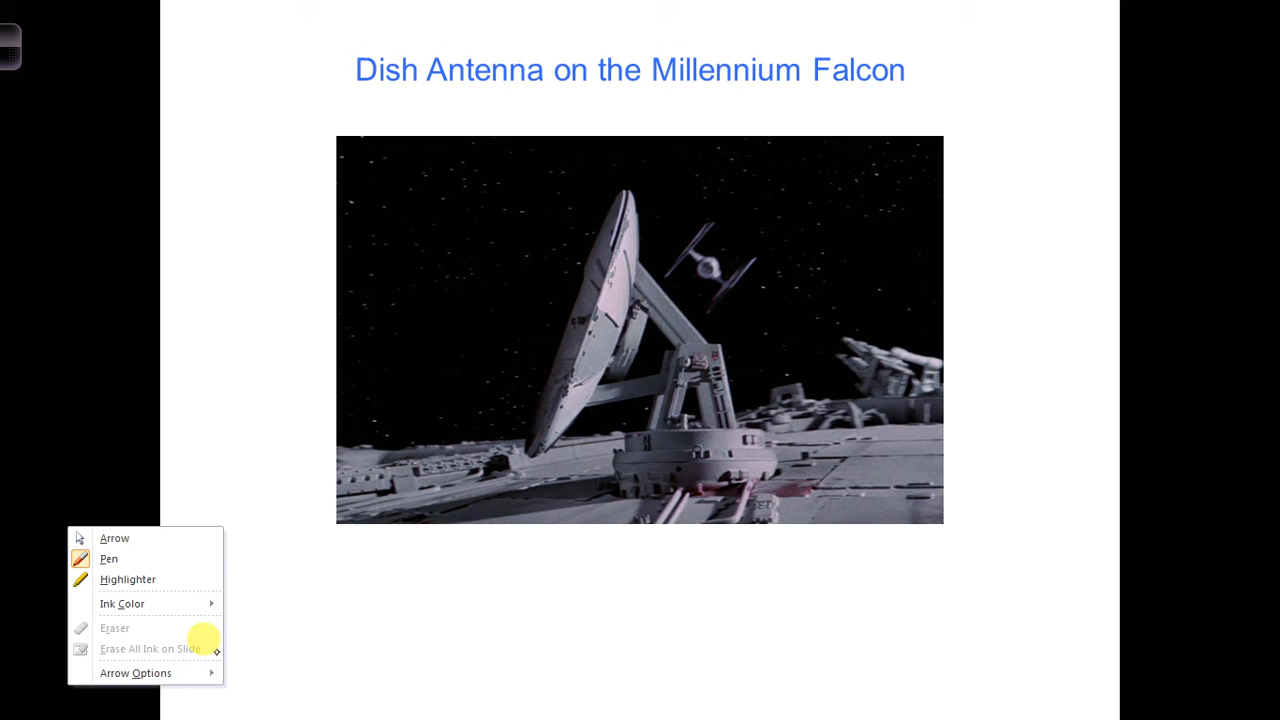 Dish Antenna on the Millennium Falcon
Arrow
Pen
Highlighter
Ink Color
Eraser
Erase All Ink on Slide
Arrow Options